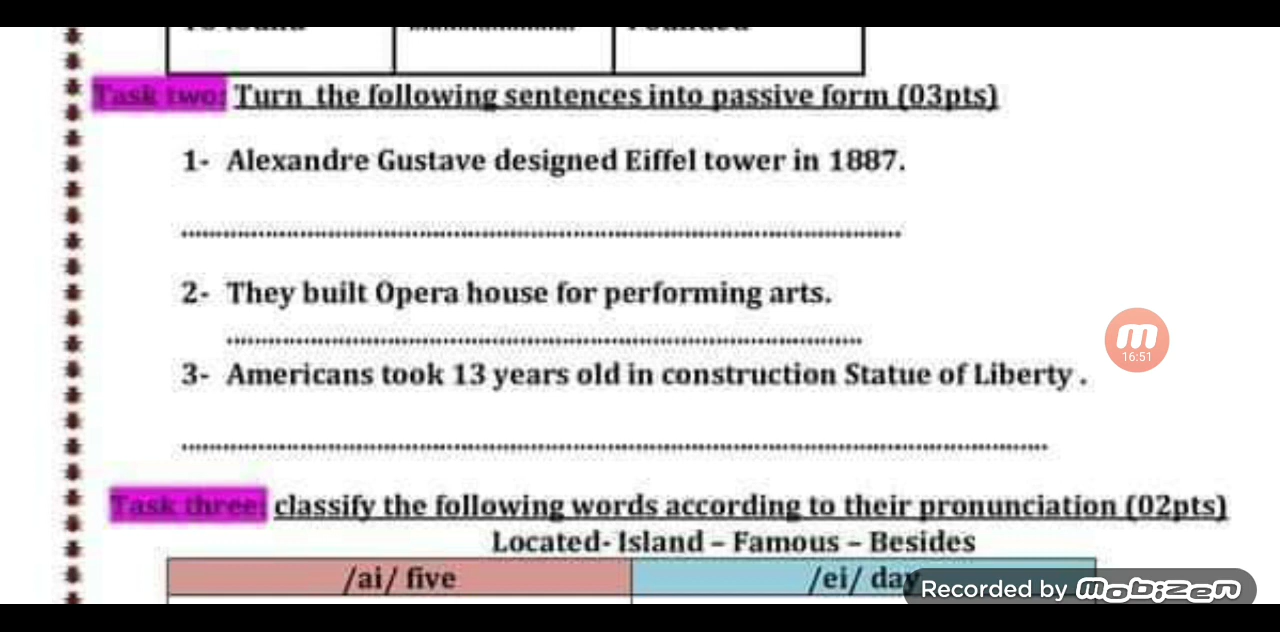 Task two: Turn the following sentences into passive form (03pts)
1- Alexandre Gustave designed Eiffel tower in 1887.
2- They built Opera house for performing arts.
16:51
3- Americans took 13 years old in construction Statue of Liberty .
Task three: classify the following words according to their pronunciation (02pts)
Located- Island – Famous – Besides
/ai/ five /ei/ day
Recorded by mobizen